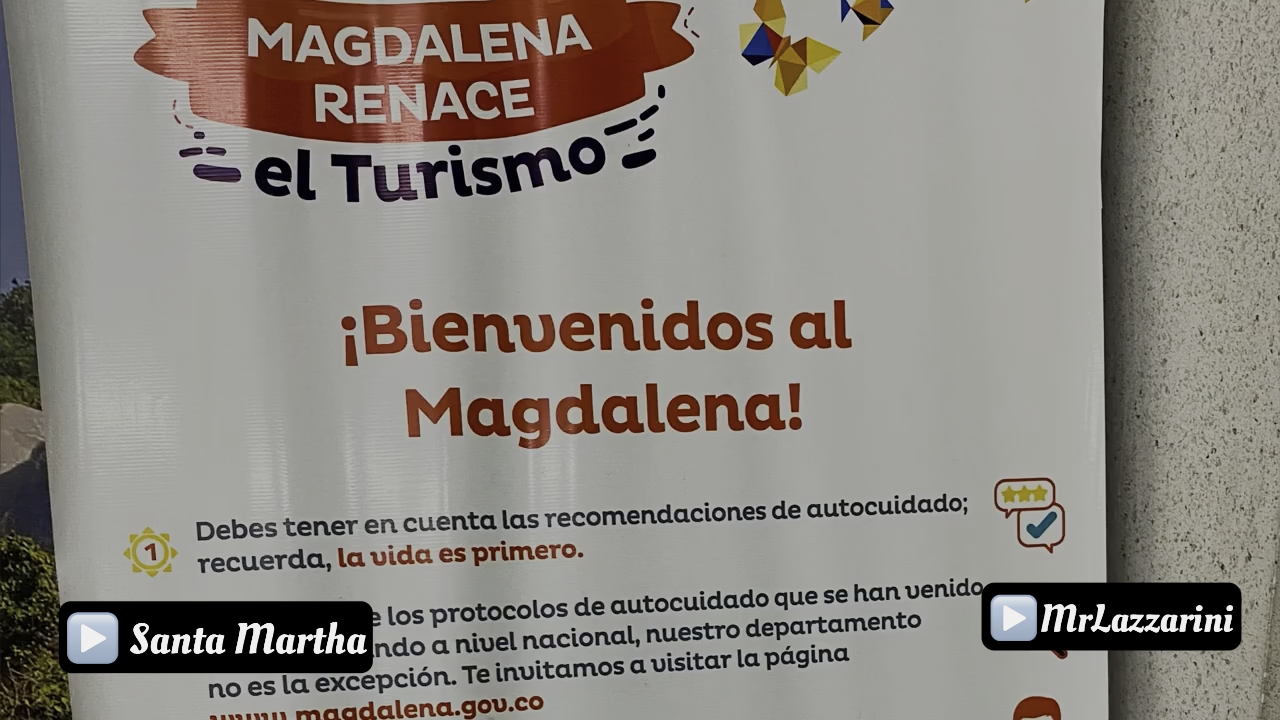 MAGDALENA
RENACE
el Turismo
¡Bienvenidos al
Magdalena!
1
Debes tener en cuenta las recomendaciones de autocuidado;
recuerda, la vida es primero.
los protocolos de autocuidado que se han venido
a nivel nacional, nuestro departamento
no es la excepción. Te invitamos a visitar la página
www.magdalena.gov.co
Santa Martha
MrLazzarini